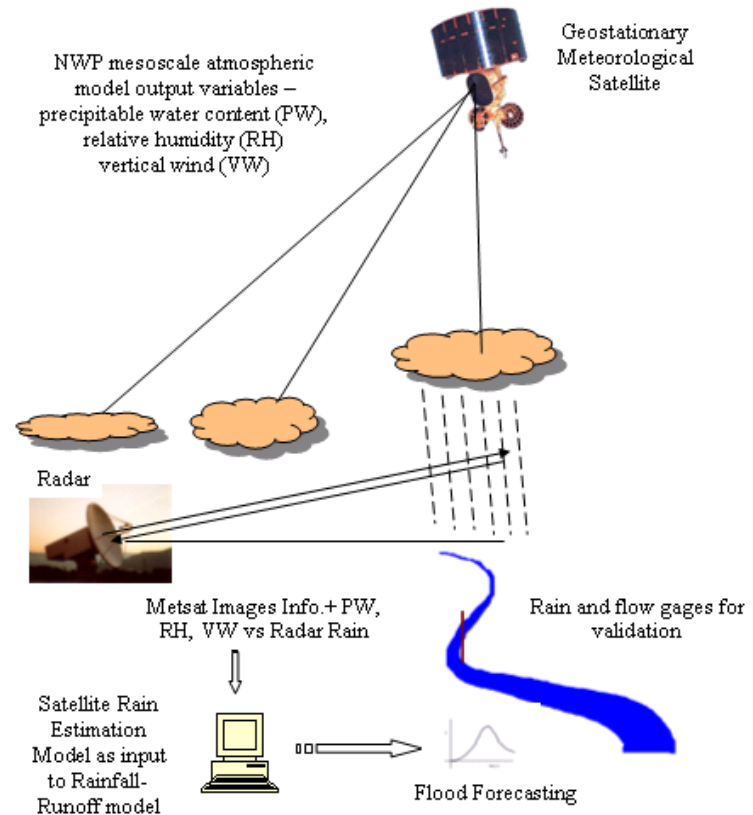 NWP mesoscale atmospheric
model output variables –
precipitable water content (PW),
relative humidity (RH)
vertical wind (VW)
Geostationary
Meteorological
Satellite
Radar
Metsat Images Info.+ PW,
RH, VW vs Radar Rain
Rain and flow gages for
validation
Satellite Rain
Estimation
Model as input
to Rainfall-
Runoff model
Flood Forecasting